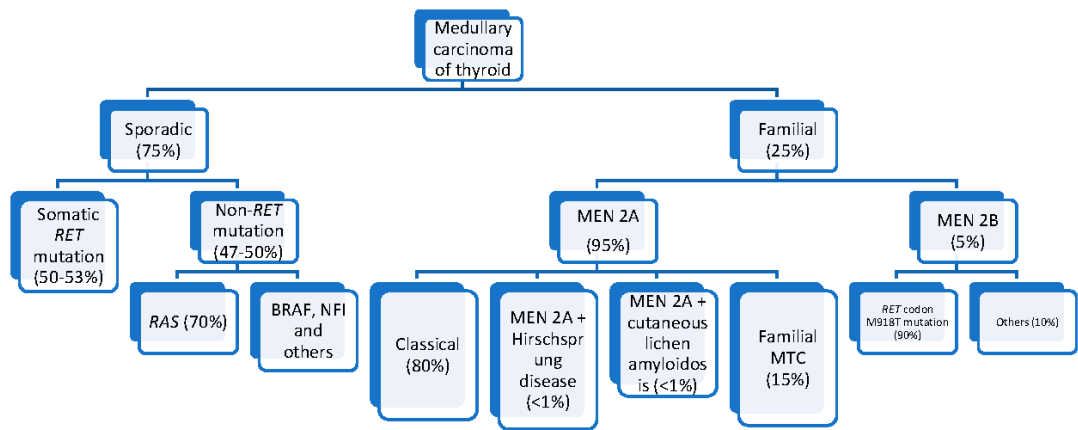 Medullary
carcinoma
of thyroid
Sporadic
(75%)
Familial
(25%)
Somatic
RET
mutation
(50-53%)
Non-RET
mutation
(47-50%)
MEN 2A
(95%)
MEN 2B
(5%)
RAS (70%)
BRAF, NFI
and
others
Classical
(80%)
MEN 2A +
Hirschspr
ung
disease
(<1%)
MEN 2A +
cutaneous
lichen
amyloidos
is (<1%)
Familial
MTC
(15%)
RET codon
M918T mutation
(90%)
Others (10%)